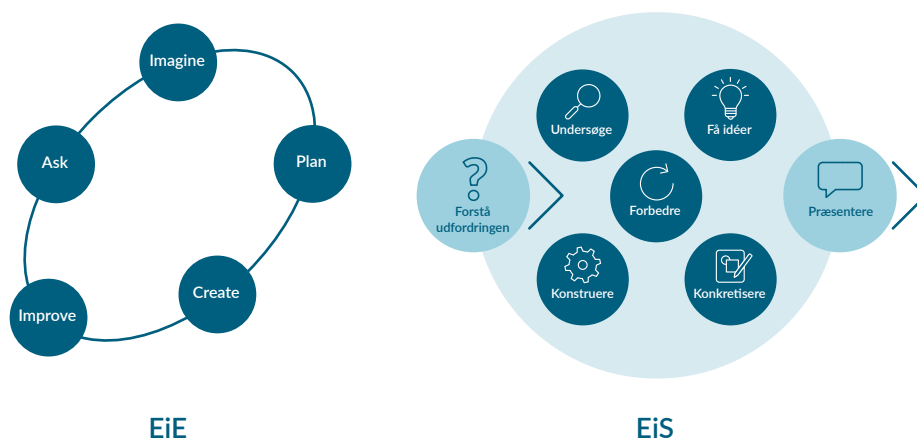 Imagine
Ask
Plan
Create
Improve
EiE
Undersøge
Få idéer
Forstå
udfordringen
Forbedre
Præsentere
Konstruere
Konkretisere
EiS